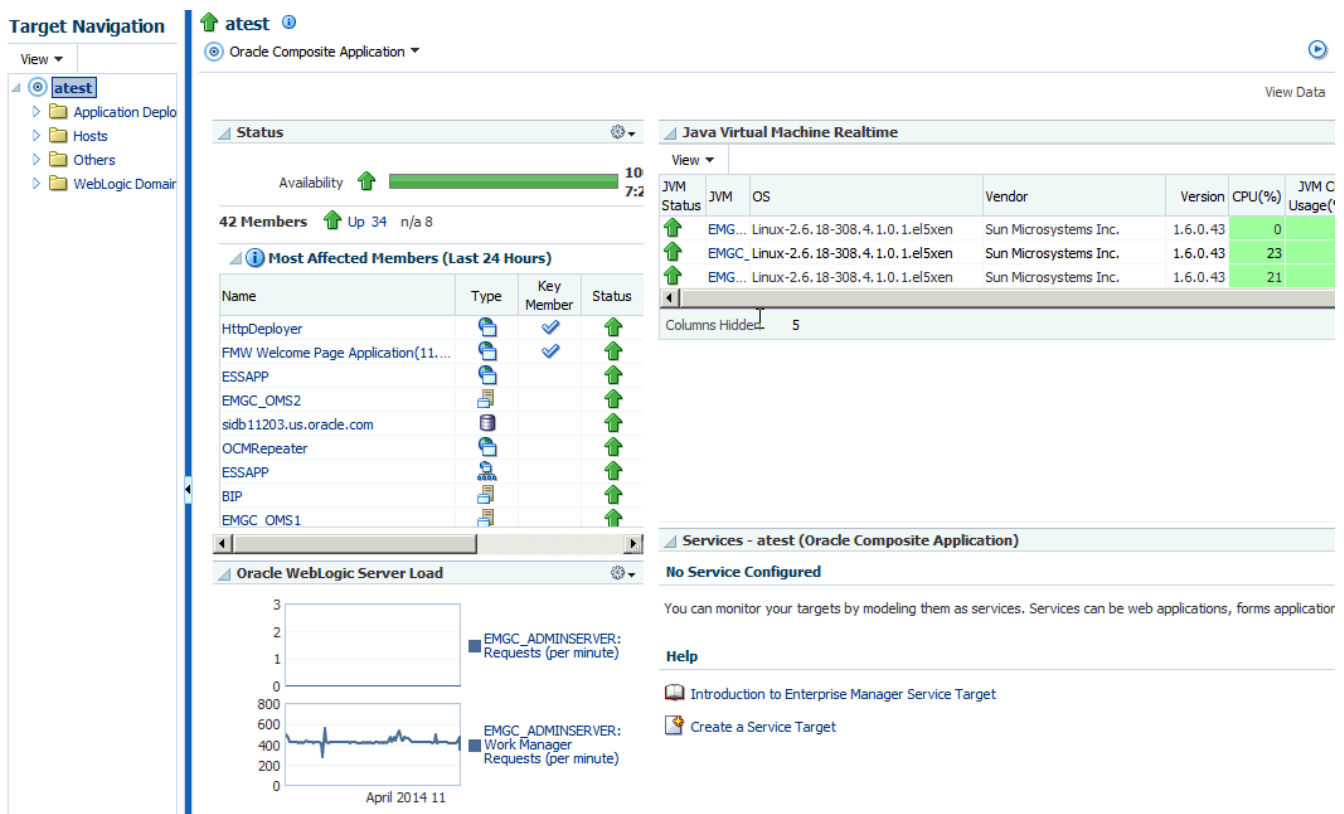 Target Navigation
View
atest
Application Deplo
Hosts
Others
WebLogic Domair
atest
Oracle Composite Application
View Data
Status
Availability
10
7:2
42 Members Up 34 n/a 8
Most Affected Members (Last 24 Hours)
Name Type Key Member Status
HttpDeployer
FMW Welcome Page Application(11....
ESSAPP
EMGC_OMS2
sidb11203.us.oracle.com
OCMRepeater
ESSAPP
BIP
EMGC_OMS1
Oracle WebLogic Server Load
3
2
1
0
EMGC_ADMINSERVER:
Requests (per minute)
800
600
400
200
0
EMGC_ADMINSERVER:
Work Manager
Requests (per minute)
April 2014 11
Java Virtual Machine Realtime
View
JVM Status JVM OS Vendor Version CPU(%) JVM C Usage(%
EMG... Linux-2.6.18-308.4.1.0.1.el5xen Sun Microsystems Inc. 1.6.0.43 0
EMGC_ Linux-2.6.18-308.4.1.0.1.el5xen Sun Microsystems Inc. 1.6.0.43 23
EMG... Linux-2.6.18-308.4.1.0.1.el5xen Sun Microsystems Inc. 1.6.0.43 21
Columns Hidden 5
Services - atest (Oracle Composite Application)
No Service Configured
You can monitor your targets by modeling them as services. Services can be web applications, forms application
Help
Introduction to Enterprise Manager Service Target
Create a Service Target